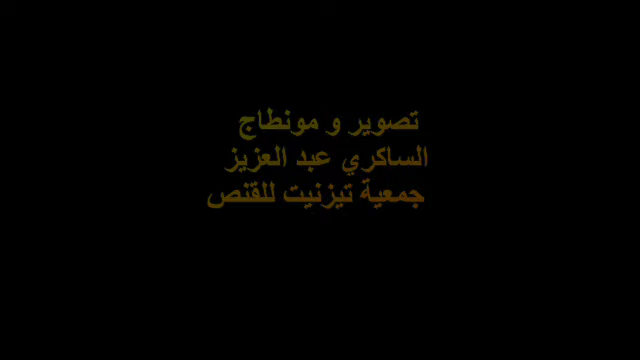 تصوير و مونطاج
الساكري عبد العزيز
جمعية تيزنيت للقنص